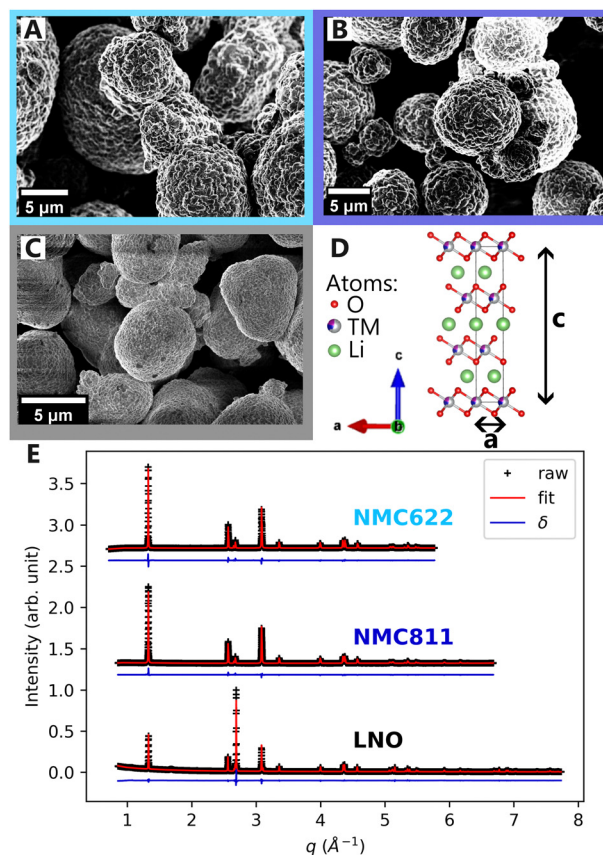 A
5 µm
B
5 µm
C
5 µm
D
Atoms:
O
TM
Li
c
a
b
c
a
E
raw
fit
δ
NMC622
NMC811
LNO
Intensity (arb. unit)
3.5
3.0
2.5
2.0
1.5
1.0
0.5
0.0
1
2
3
4
5
6
7
8
q (Å⁻¹)